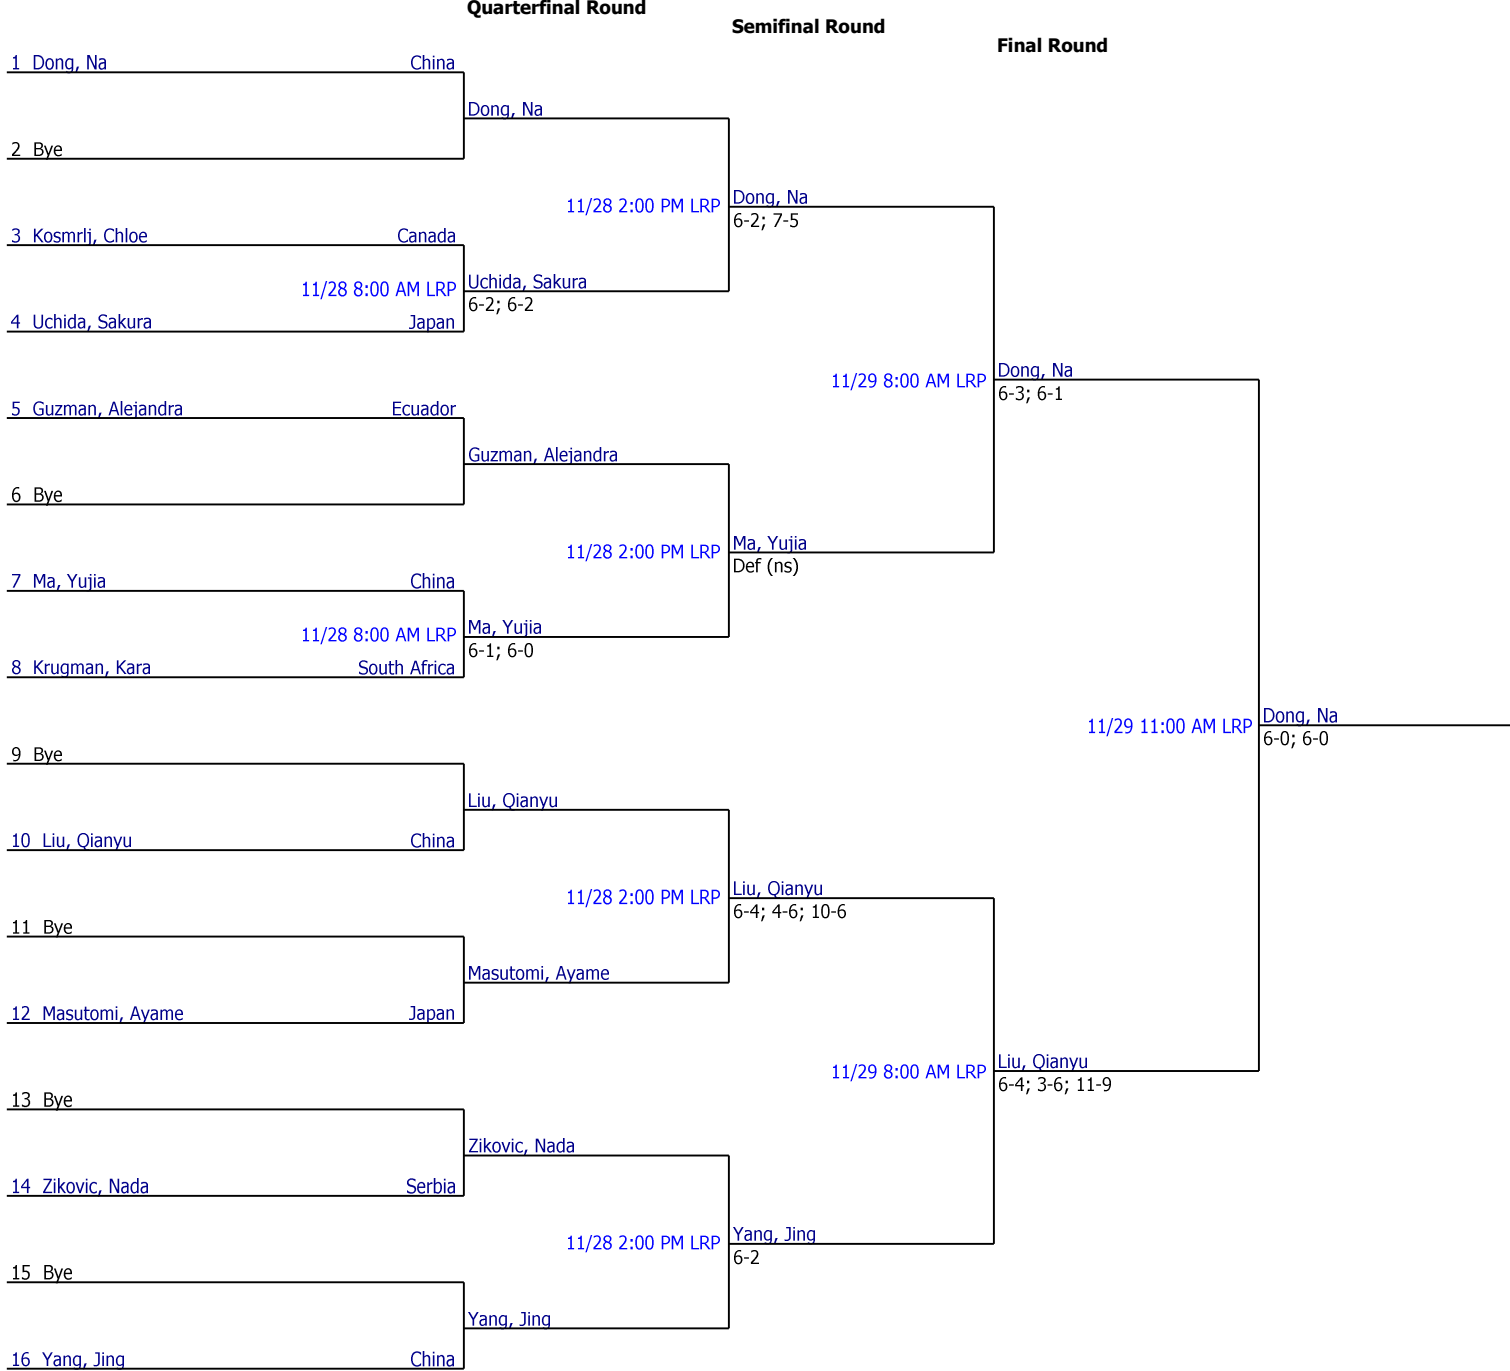 Quarterfinal Round
Semifinal Round
Final Round
1 Dong, Na China
Dong, Na
2 Bye
11/28 2:00 PM LRP Dong, Na
6-2; 7-5
3 Kosmrlj, Chloe Canada
11/28 8:00 AM LRP Uchida, Sakura
6-2; 6-2
4 Uchida, Sakura Japan
11/29 8:00 AM LRP Dong, Na
6-3; 6-1
5 Guzman, Alejandra Ecuador
Guzman, Alejandra
6 Bye
11/28 2:00 PM LRP Ma, Yujia
Def (ns)
7 Ma, Yujia China
11/28 8:00 AM LRP Ma, Yujia
6-1; 6-0
8 Krugman, Kara South Africa
11/29 11:00 AM LRP Dong, Na
6-0; 6-0
9 Bye
Liu, Qianyu
10 Liu, Qianyu China
11/28 2:00 PM LRP Liu, Qianyu
6-4; 4-6; 10-6
11 Bye
Masutomi, Ayame
12 Masutomi, Ayame Japan
11/29 8:00 AM LRP Liu, Qianyu
6-4; 3-6; 11-9
13 Bye
Zikovic, Nada
14 Zikovic, Nada Serbia
11/28 2:00 PM LRP Yang, Jing
6-2
15 Bye
Yang, Jing
16 Yang, Jing China